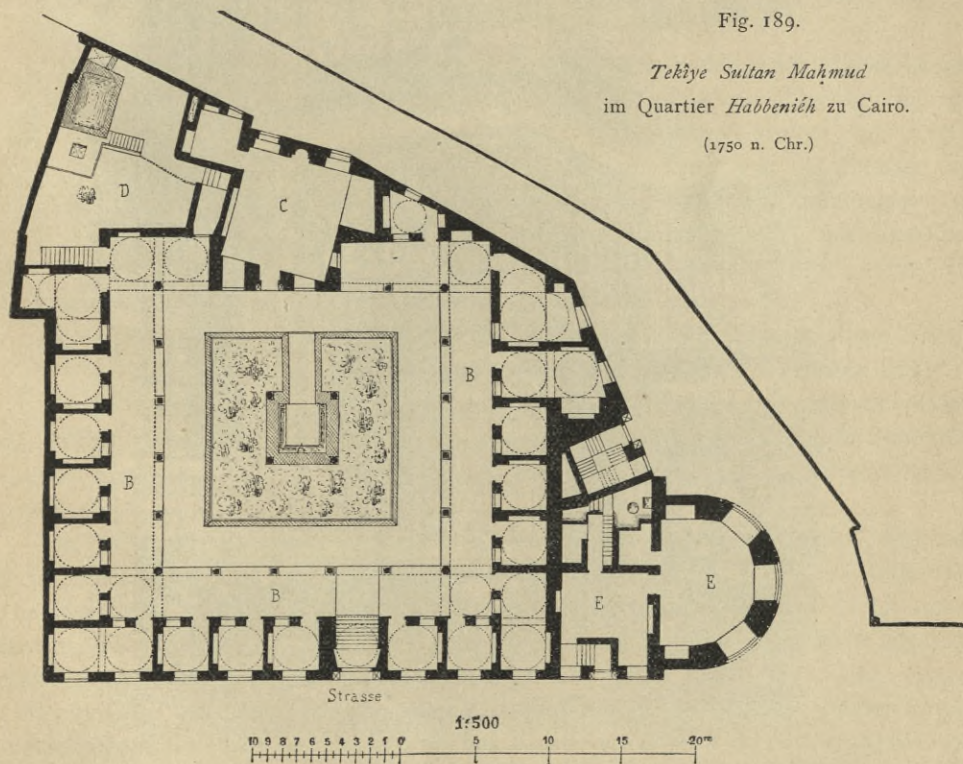 Fig. 189.
Tekîye Sultan Maḥmud
im Quartier Habbeniéh zu Cairo.
(1750 n. Chr.)
D
C
B
B
B
E
E
Strasse
1:500
10 9 8 7 6 5 4 3 2 1 0 5 10 15 20m